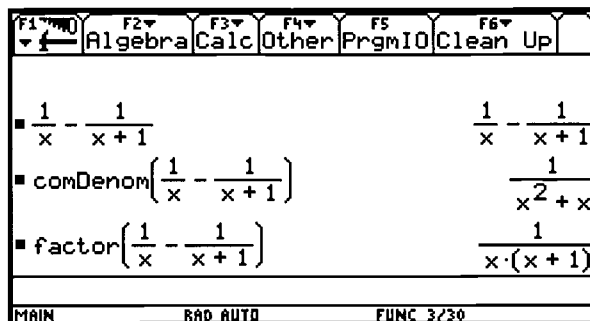 F1 F2 F3 F4 F5 F6
Algebra Calc Other PrgmIO Clean Up
▪ 1/x - 1/(x + 1) 1/x - 1/(x + 1)
▪ comDenom(1/x - 1/(x + 1)) 1/(x^2 + x)
▪ factor(1/x - 1/(x + 1)) 1/(x·(x + 1))
MAIN RAD AUTO FUNC 3/30